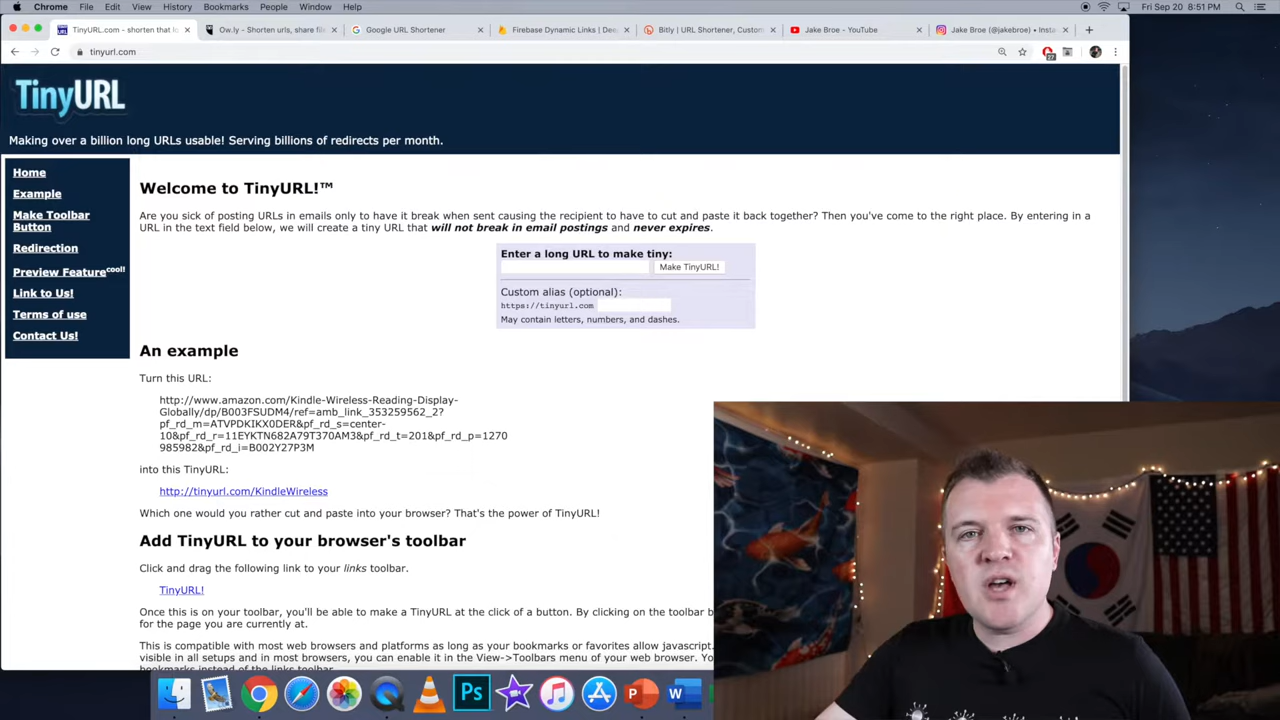 Chrome File Edit View History Bookmarks People Window Help
Fri Sep 20 8:51 PM
TinyURL.com - shorten that lo
Ow.ly - Shorten urls, share file
Google URL Shortener
Firebase Dynamic Links | Dee
Bitly | URL Shortener, Custom
Jake Broe - YouTube
Jake Broe (@jakebroe) • Insta
tinyurl.com
27
TinyURL
Making over a billion long URLs usable! Serving billions of redirects per month.
Home
Example
Make Toolbar
Button
Redirection
Preview Feature cool!
Link to Us!
Terms of use
Contact Us!
Welcome to TinyURL!™
Are you sick of posting URLs in emails only to have it break when sent causing the recipient to have to cut and paste it back together? Then you've come to the right place. By entering in a
URL in the text field below, we will create a tiny URL that will not break in email postings and never expires.
Enter a long URL to make tiny:
Make TinyURL!
Custom alias (optional):
https://tinyurl.com
May contain letters, numbers, and dashes.
An example
Turn this URL:
http://www.amazon.com/Kindle-Wireless-Reading-Display-
Globally/dp/B003FSUDM4/ref=amb_link_353259562_2?
pf_rd_m=ATVPDKIKX0DER&pf_rd_s=center-
10&pf_rd_r=11EYKTN682A79T370AM3&pf_rd_t=201&pf_rd_p=1270
985982&pf_rd_i=B002Y27P3M
into this TinyURL:
http://tinyurl.com/KindleWireless
Which one would you rather cut and paste into your browser? That's the power of TinyURL!
Add TinyURL to your browser's toolbar
Click and drag the following link to your links toolbar.
TinyURL!
Once this is on your toolbar, you'll be able to make a TinyURL at the click of a button. By clicking on the toolbar b
for the page you are currently at.
This is compatible with most web browsers and platforms as long as your bookmarks or favorites allow javascript.
visible in all setups and in most browsers, you can enable it in the View->Toolbars menu of your web browser. Yo
bookmarks instead of the links toolbar.
Ps
P
W